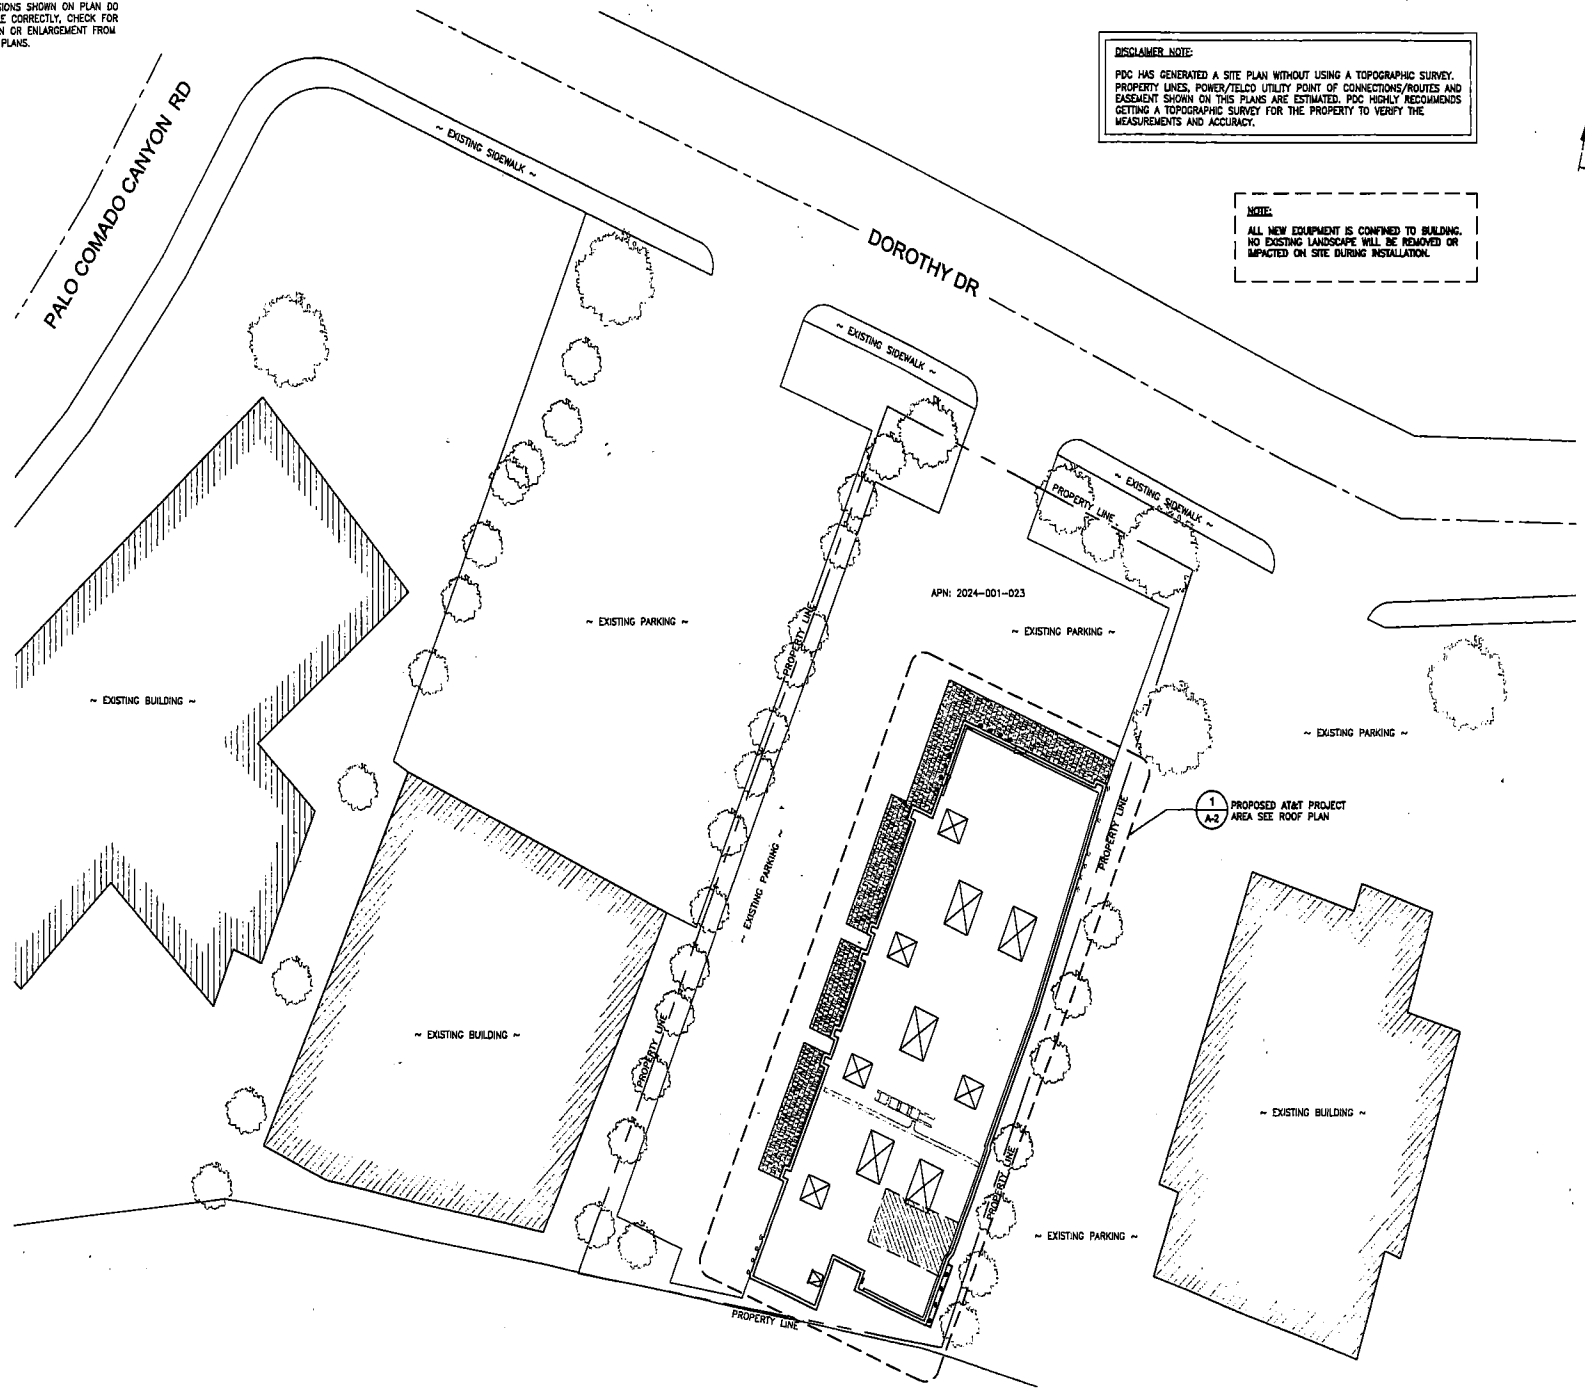 SIONS SHOWN ON PLAN DO
E CORRECTLY, CHECK FOR
N OR ENLARGEMENT FROM
PLANS.
DISCLAIMER NOTE:
PDC HAS GENERATED A SITE PLAN WITHOUT USING A TOPOGRAPHIC SURVEY.
PROPERTY LINES, POWER/TELCO UTILITY POINT OF CONNECTIONS/ROUTES AND
EASEMENT SHOWN ON THIS PLANS ARE ESTIMATED. PDC HIGHLY RECOMMENDS
GETTING A TOPOGRAPHIC SURVEY FOR THE PROPERTY TO VERIFY THE
MEASUREMENTS AND ACCURACY.
NOTE:
ALL NEW EQUIPMENT IS CONFINED TO BUILDING.
NO EXISTING LANDSCAPE WILL BE REMOVED OR
IMPACTED ON SITE DURING INSTALLATION.
PALO COMADO CANYON RD
~ EXISTING SIDEWALK ~
DOROTHY DR
~ EXISTING SIDEWALK ~
~ EXISTING SIDEWALK ~
PROPERTY LINE
APN: 2024-001-023
~ EXISTING PARKING ~
~ EXISTING PARKING ~
PROPERTY LINE
~ EXISTING BUILDING ~
~ EXISTING PARKING ~
1
A-2
PROPOSED AT&T PROJECT
AREA SEE ROOF PLAN
PROPERTY LINE
~ EXISTING PARKING ~
~ EXISTING BUILDING ~
PROPERTY LINE
~ EXISTING BUILDING ~
PROPERTY LINE
~ EXISTING PARKING ~
PROPERTY LINE